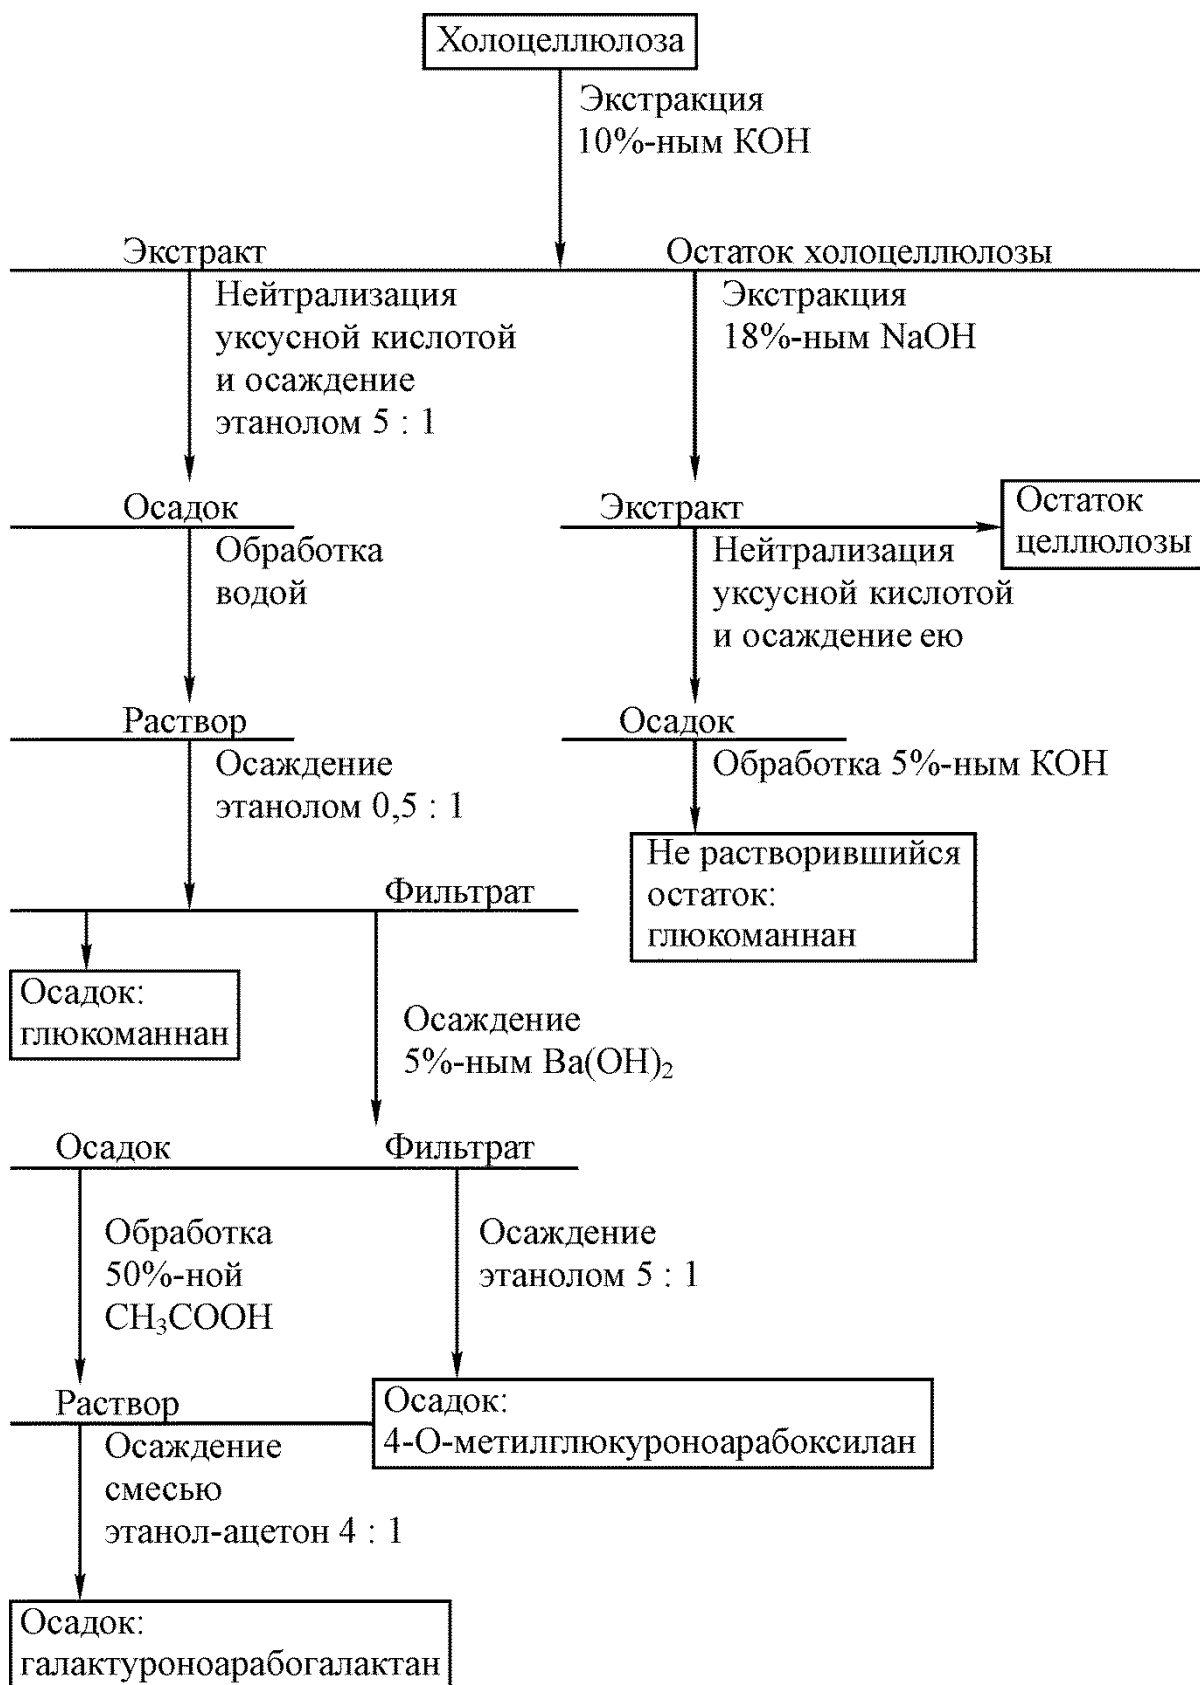 Холоцеллюлоза
Экстракция
10%-ным КОН
Экстракт
Остаток холоцеллюлозы
Нейтрализация
уксусной кислотой
и осаждение
этанолом 5 : 1
Экстракция
18%-ным NaOH
Осадок
Экстракт
Остаток
целлюлозы
Обработка
водой
Нейтрализация
уксусной кислотой
и осаждение ею
Раствор
Осадок
Осаждение
этанолом 0,5 : 1
Обработка 5%-ным КОН
Не растворившийся
остаток:
глюкоманнан
Фильтрат
Осадок:
глюкоманнан
Осаждение
5%-ным Ba(OH)₂
Осадок
Фильтрат
Обработка
50%-ной
CH₃COOH
Осаждение
этанолом 5 : 1
Раствор
Осадок:
4-О-метилглюкуроноарабоксилан
Осаждение
смесью
этанол-ацетон 4 : 1
Осадок:
галактуроноарабогалактан